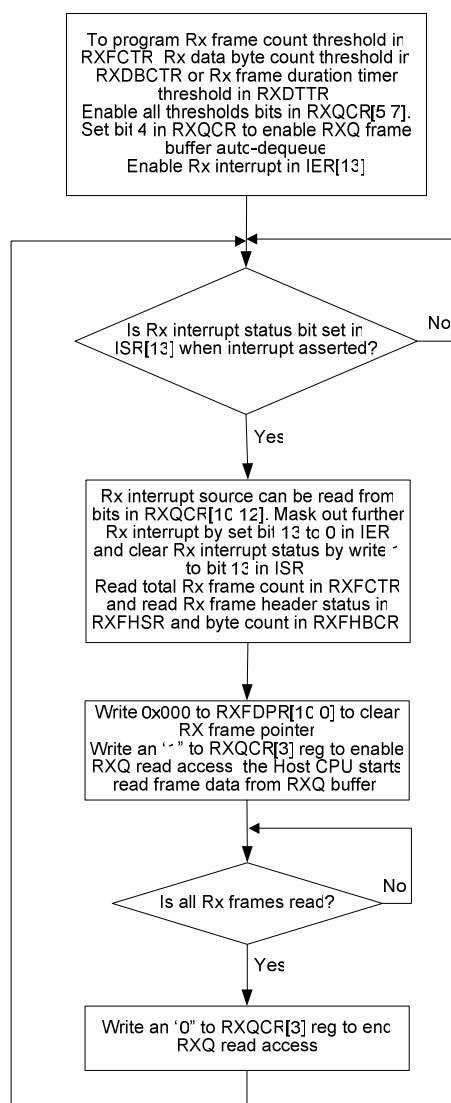 To program Rx frame count threshold in
RXFCTR Rx data byte count threshold in
RXDBCTR or Rx frame duration timer
threshold in RXDTTR
Enable all thresholds bits in RXQCR[5 7].
Set bit 4 in RXQCR to enable RXQ frame
buffer auto-dequeue
Enable Rx interrupt in IER[13]
Is Rx interrupt status bit set in
ISR[13] when interrupt asserted?
No
Yes
Rx interrupt source can be read from
bits in RXQCR[10 12]. Mask out further
Rx interrupt by set bit 13 to 0 in IER
and clear Rx interrupt status by write 1
to bit 13 in ISR
Read total Rx frame count in RXFCTR
and read Rx frame header status in
RXFHSR and byte count in RXFHBCR
Write 0x000 to RXFDPR[10 0] to clear
RX frame pointer
Write an "1" to RXQCR[3] reg to enable
RXQ read access the Host CPU starts
read frame data from RXQ buffer
Is all Rx frames read?
No
Yes
Write an "0" to RXQCR[3] reg to end
RXQ read access